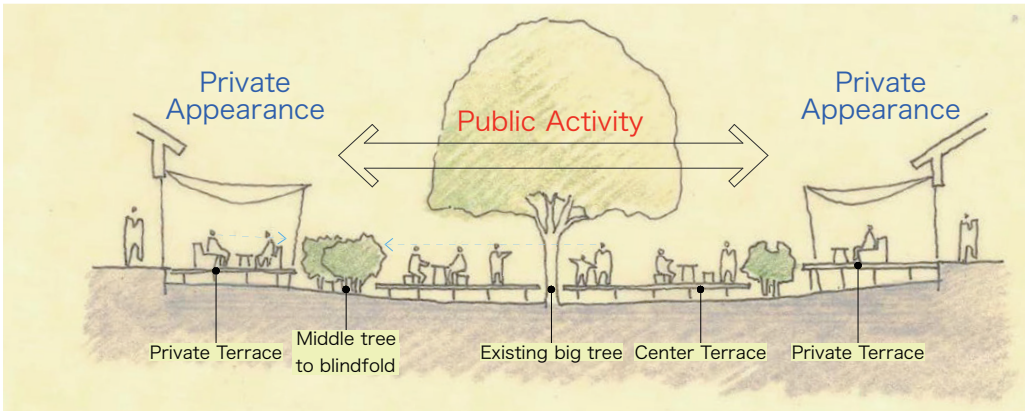 Private
Appearance
Public Activity
Private
Appearance
Private Terrace
Middle tree
to blindfold
Existing big tree
Center Terrace
Private Terrace